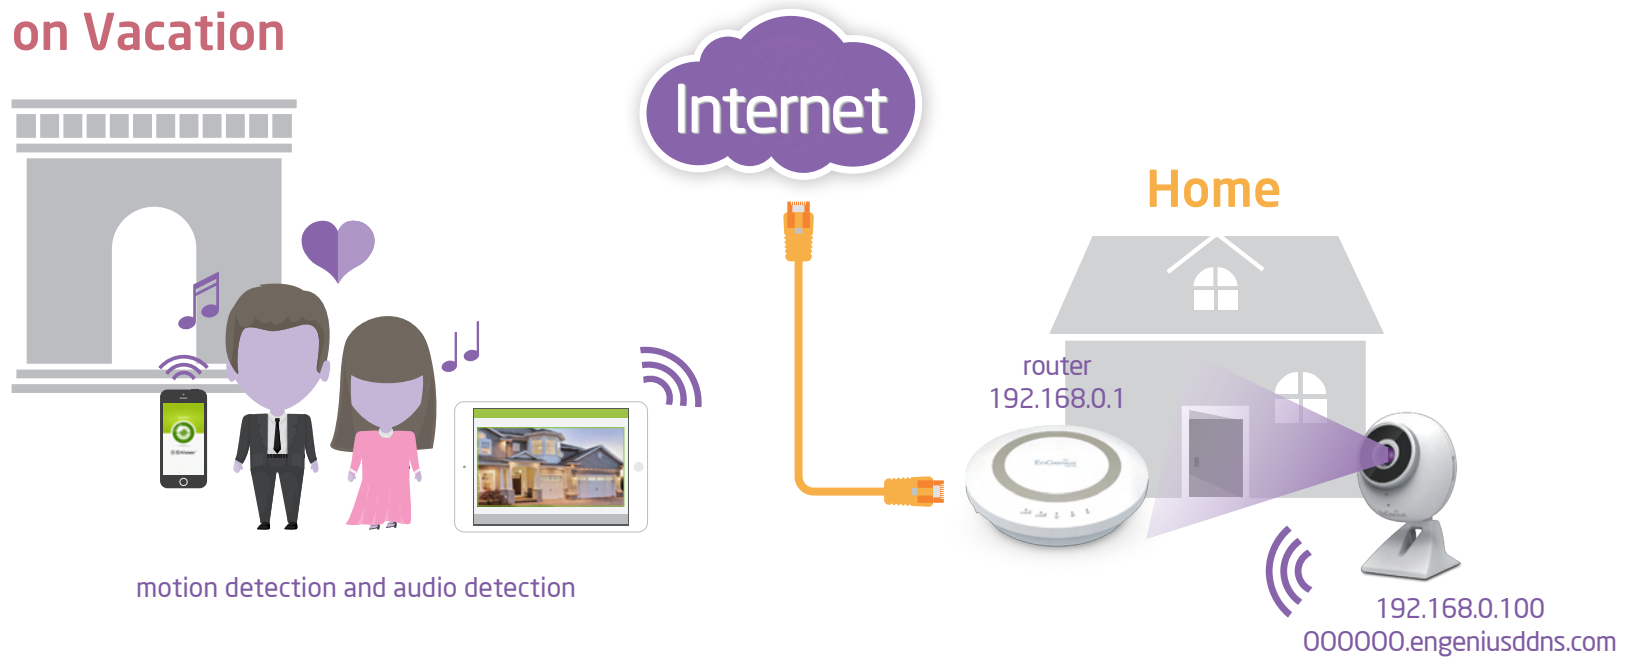 on Vacation
Internet
Home
router
192.168.0.1
EnGenius
motion detection and audio detection
192.168.0.100
000000.engeniusddns.com